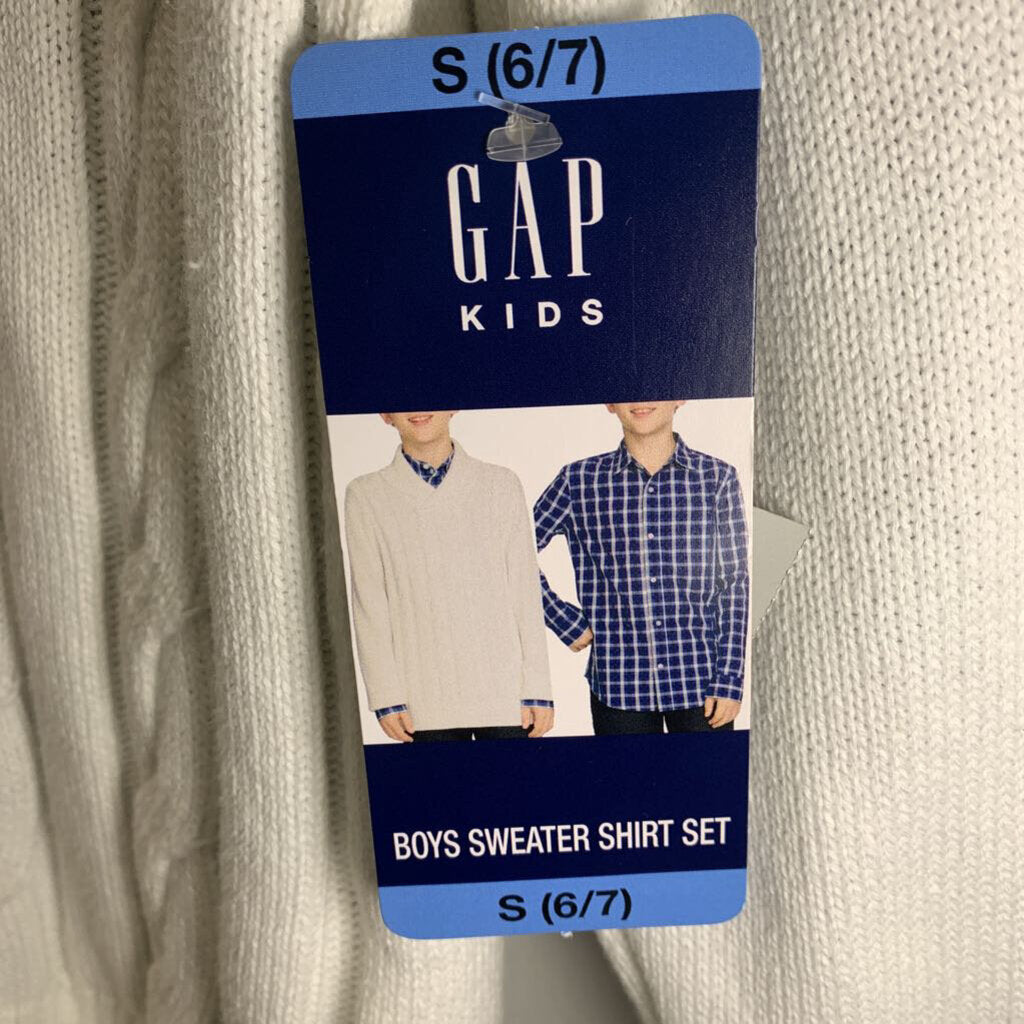 S (6/7)
GAP
KIDS
BOYS SWEATER SHIRT SET
S (6/7)